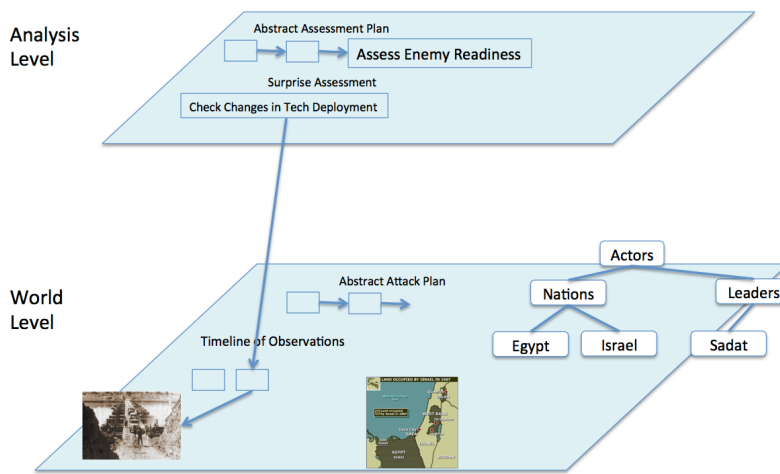 Analysis
Level
Abstract Assessment Plan
Assess Enemy Readiness
Surprise Assessment
Check Changes in Tech Deployment
World
Level
Actors
Abstract Attack Plan
Nations
Leaders
Timeline of Observations
Egypt
Israel
Sadat
LAND OCCUPIED BY ISRAEL IN 1967
EGYPT